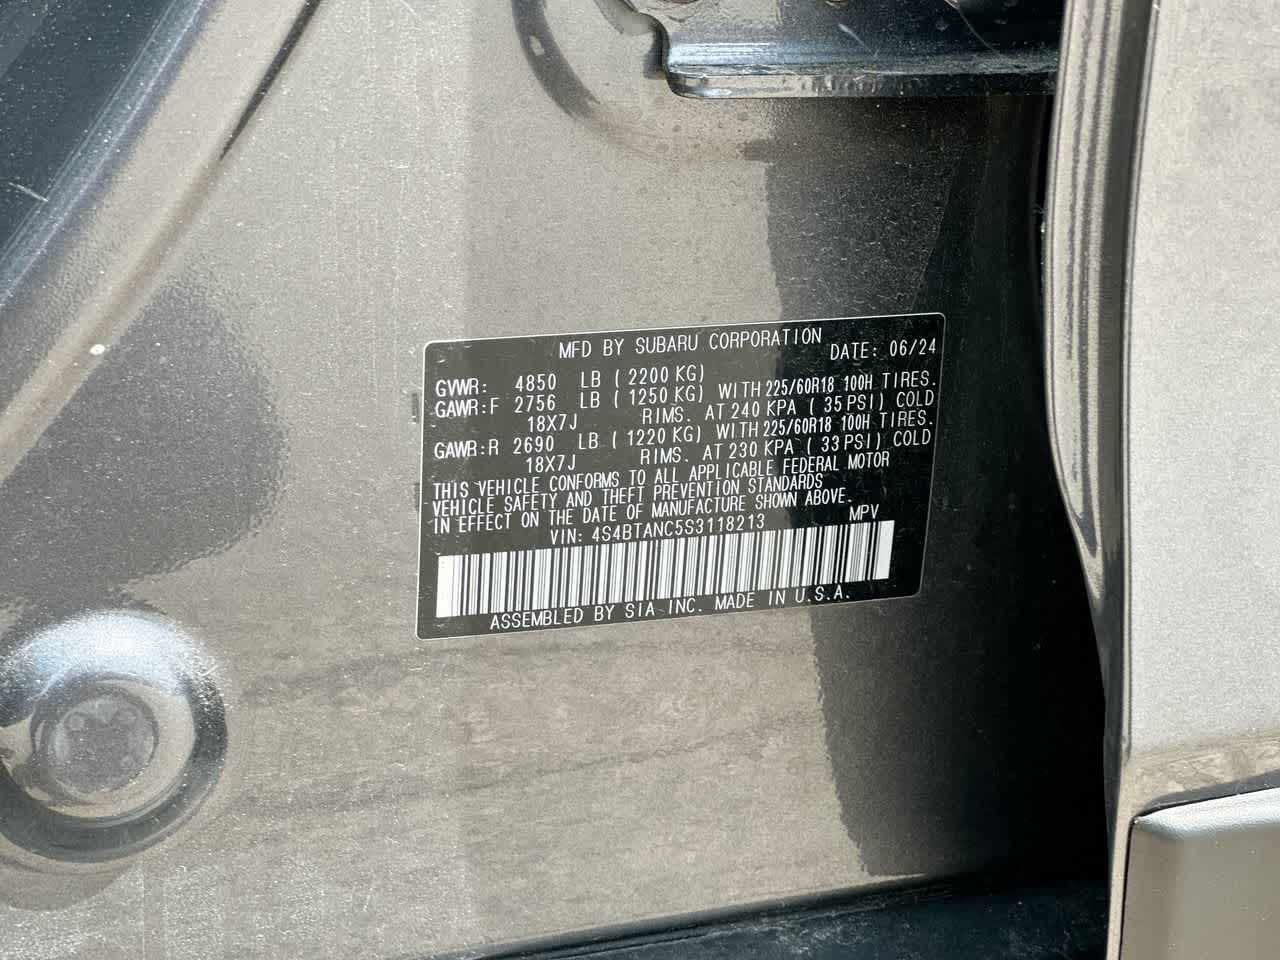 MFD BY SUBARU CORPORATION
DATE: 06/24
GVWR: 4850 LB ( 2200 KG)
GAWR:F 2756 LB ( 1250 KG) WITH 225/60R18 100H TIRES.
18X7J RIMS. AT 240 KPA ( 35 PSI) COLD
GAWR:R 2690 LB ( 1220 KG) WITH 225/60R18 100H TIRES.
18X7J RIMS. AT 230 KPA ( 33 PSI) COLD
THIS VEHICLE CONFORMS TO ALL APPLICABLE FEDERAL MOTOR
VEHICLE SAFETY AND THEFT PREVENTION STANDARDS
IN EFFECT ON THE DATE OF MANUFACTURE SHOWN ABOVE.
VIN: 4S4BTANC5S3118213 MPV
ASSEMBLED BY SIA INC. MADE IN U.S.A.